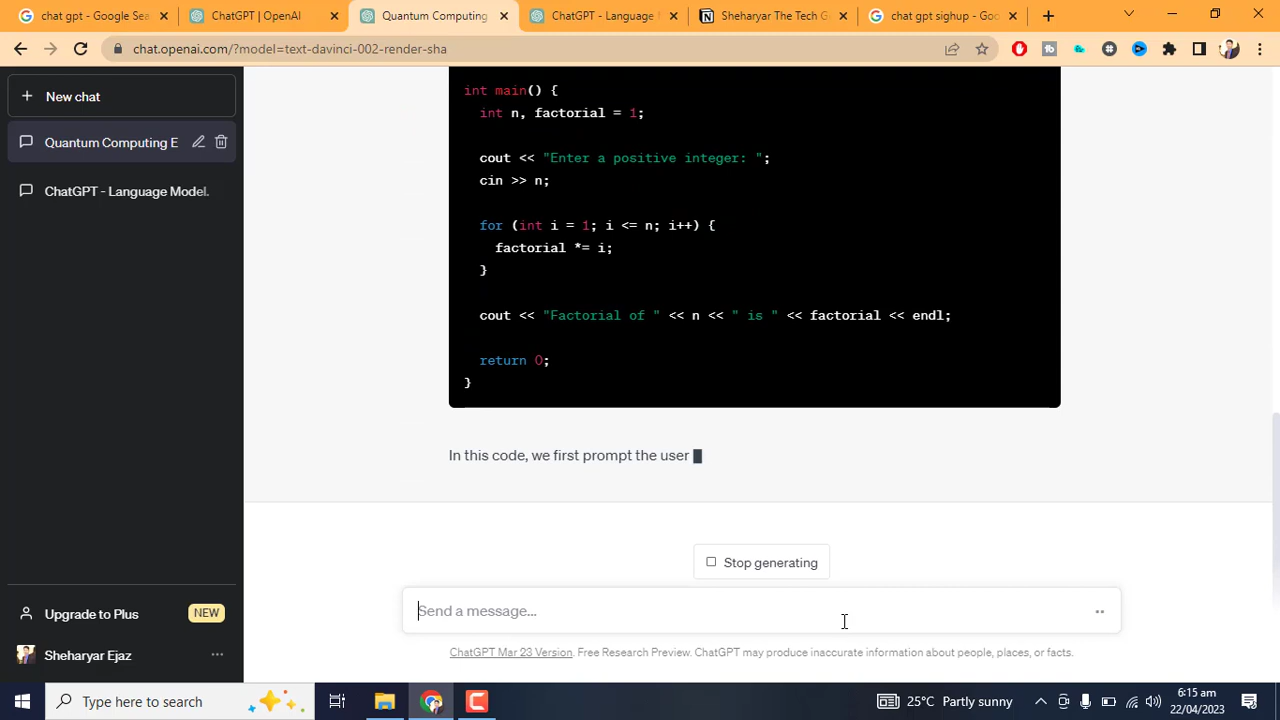 chat gpt - Google Sea
ChatGPT | OpenAI
Quantum Computing
ChatGPT - Language M
Sheharyar The Tech G
chat gpt sighup - Goo
chat.openai.com/?model=text-davinci-002-render-sha
New chat
Quantum Computing E
ChatGPT - Language Model.
int main() {
int n, factorial = 1;
cout << "Enter a positive integer: ";
cin >> n;
for (int i = 1; i <= n; i++) {
factorial *= i;
}
cout << "Factorial of " << n << " is " << factorial << endl;
return 0;
}
In this code, we first prompt the user
Stop generating
Send a message...
ChatGPT Mar 23 Version. Free Research Preview. ChatGPT may produce inaccurate information about people, places, or facts.
Upgrade to Plus NEW
Sheharyar Ejaz
Type here to search
25°C Partly sunny
6:15 am
22/04/2023